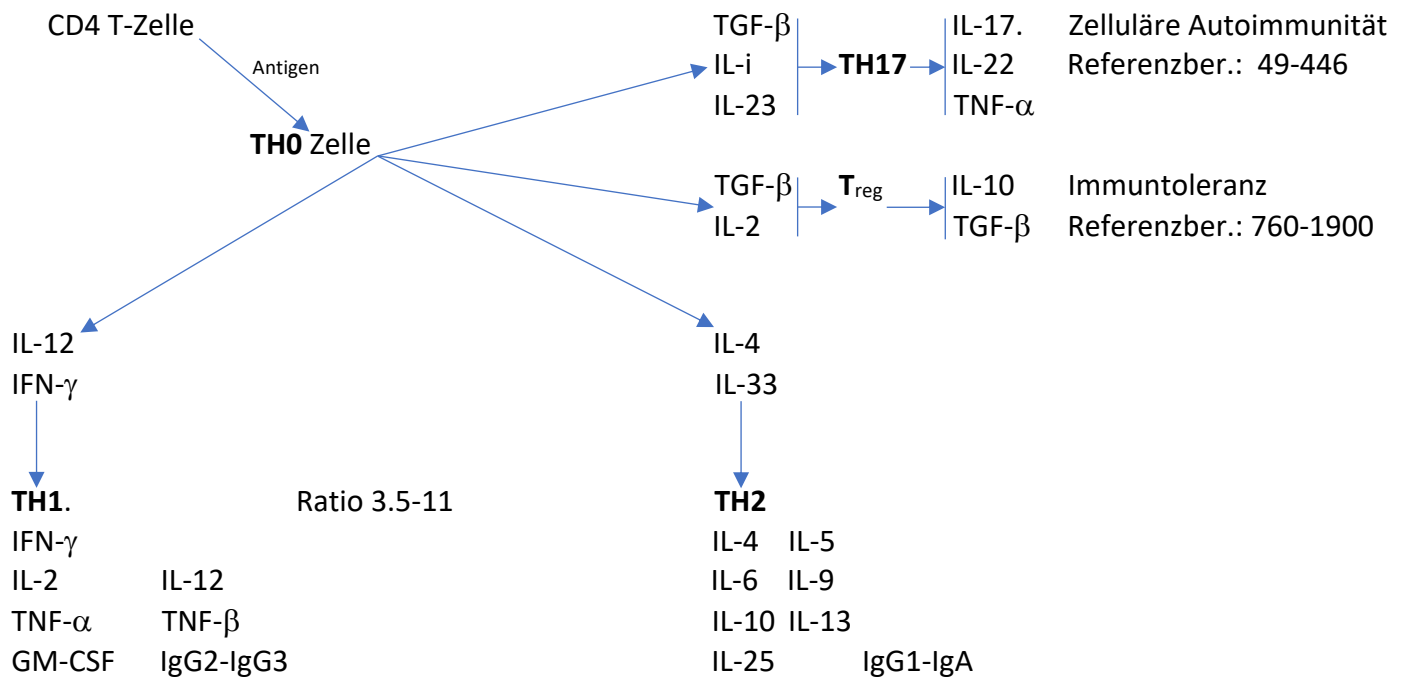 CD4 T-Zelle
Antigen
TH0 Zelle
TGF-β
IL-i
IL-23
TH17
IL-17.
IL-22
TNF-α
Zelluläre Autoimmunität
Referenzber.: 49-446
TGF-β
IL-2
Treg
IL-10
TGF-β
Immuntoleranz
Referenzber.: 760-1900
IL-12
IFN-γ
IL-4
IL-33
TH1.
Ratio 3.5-11
TH2
IFN-γ
IL-2 IL-12
TNF-α TNF-β
GM-CSF IgG2-IgG3
IL-4 IL-5
IL-6 IL-9
IL-10 IL-13
IL-25 IgG1-IgA